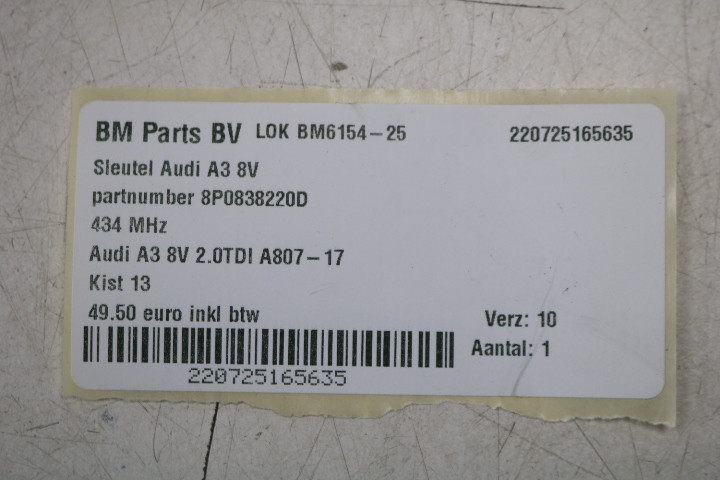 BM Parts BV LOK BM6154-25 220725165635
Sleutel Audi A3 8V
partnumber 8P0838220D
434 MHz
Audi A3 8V 2.0TDI A807-17
Kist 13
49.50 euro inkl btw Verz: 10
Aantal: 1
220725165635